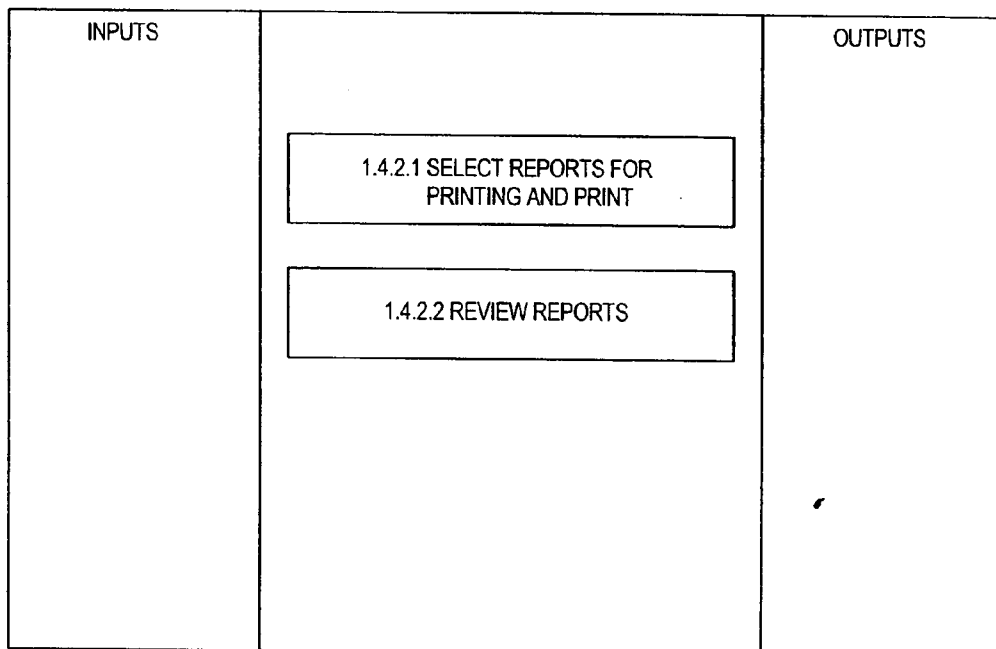 INPUTS
OUTPUTS
1.4.2.1 SELECT REPORTS FOR
PRINTING AND PRINT
1.4.2.2 REVIEW REPORTS